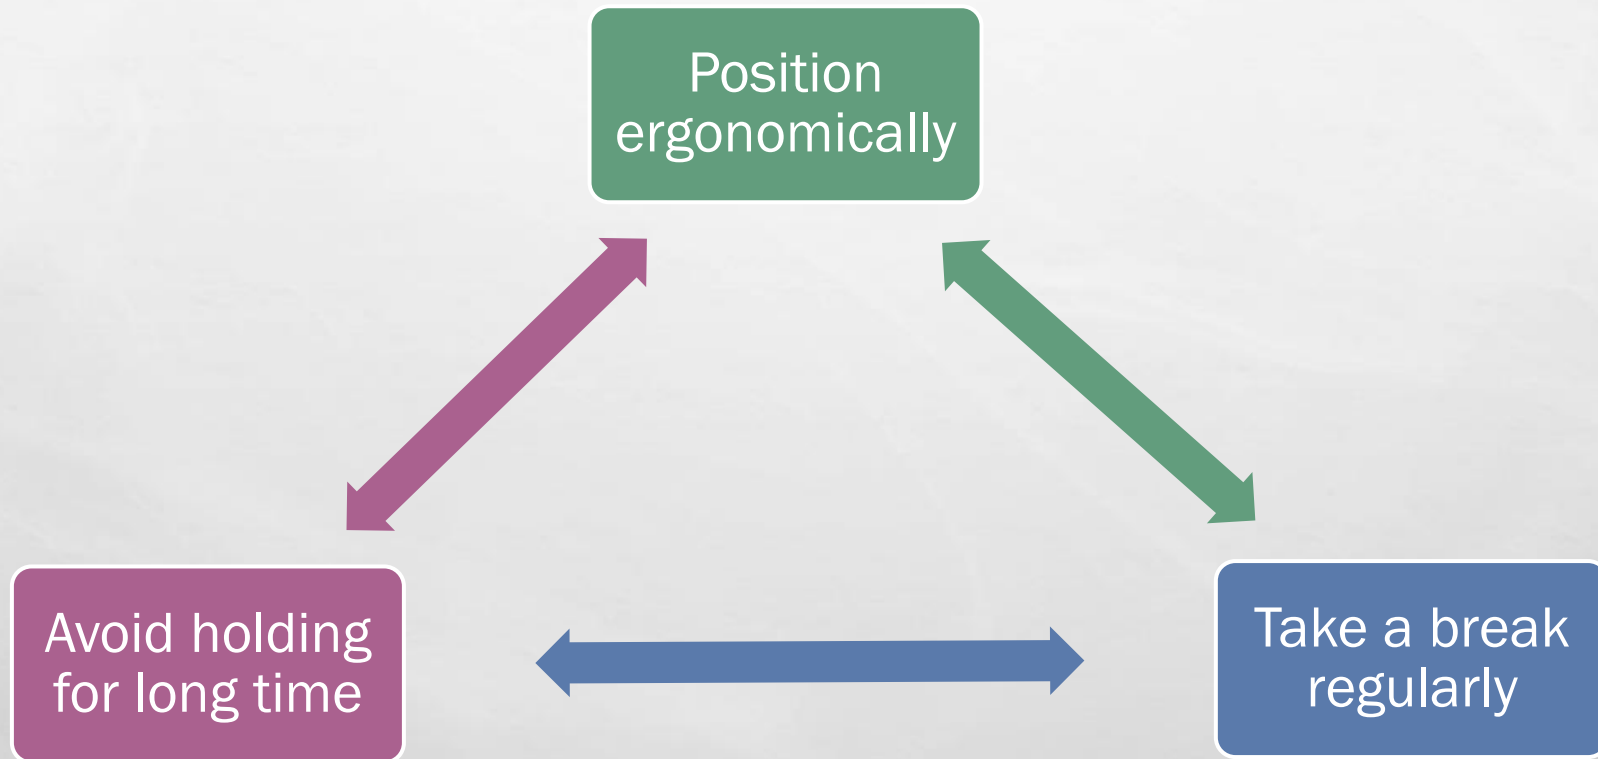 Position
ergonomically
Avoid holding
for long time
Take a break
regularly